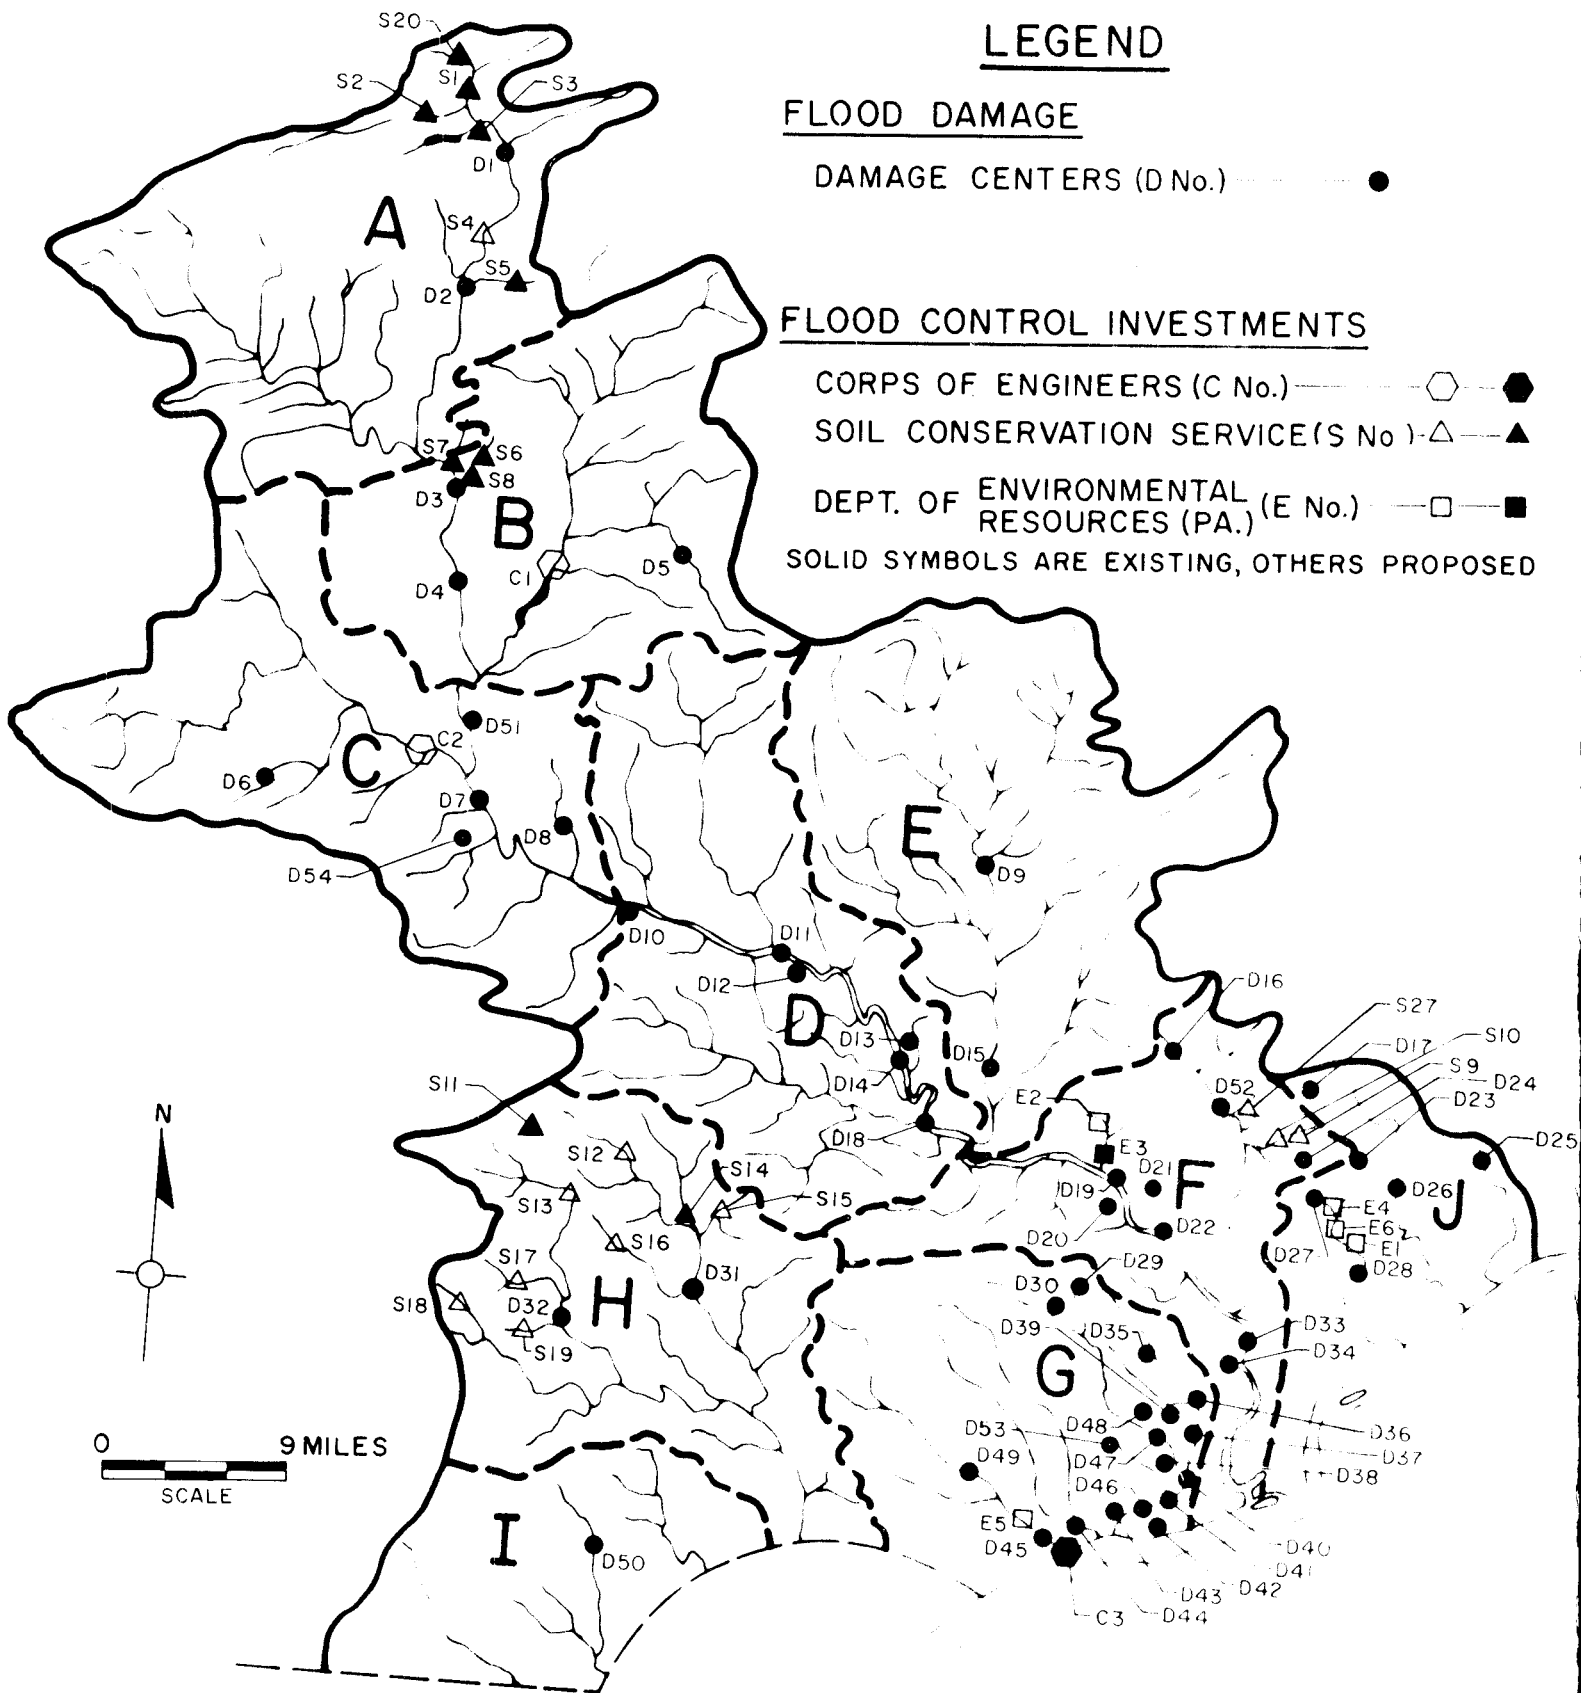 LEGEND
FLOOD DAMAGE
DAMAGE CENTERS (D No.)
FLOOD CONTROL INVESTMENTS
CORPS OF ENGINEERS (C No.)
SOIL CONSERVATION SERVICE (S No.)
DEPT. OF ENVIRONMENTAL RESOURCES (PA.) (E No.)
SOLID SYMBOLS ARE EXISTING, OTHERS PROPOSED
S20
S1
S2
S3
D1
A
S4
S5
D2
S7
S6
S8
D3
B
C1
D5
D4
D51
C2
C
D6
D7
D8
D54
E
D9
D10
D11
D12
D
D13
D14
D15
D16
S27
D17
S10
S9
D24
D23
D52
S11
E2
D18
E3
D21
D25
N
S12
S14
S13
S15
F
D19
D26
J
E4
E6
E1
S16
D20
D22
D27
D28
S17
D29
D30
D31
S18
D32
H
D39
D35
D33
S19
D34
G
D53
D48
D36
D49
D47
D37
D46
D38
0 9 MILES
SCALE
E5
D45
I
D50
D40
D41
D42
D43
D44
C3